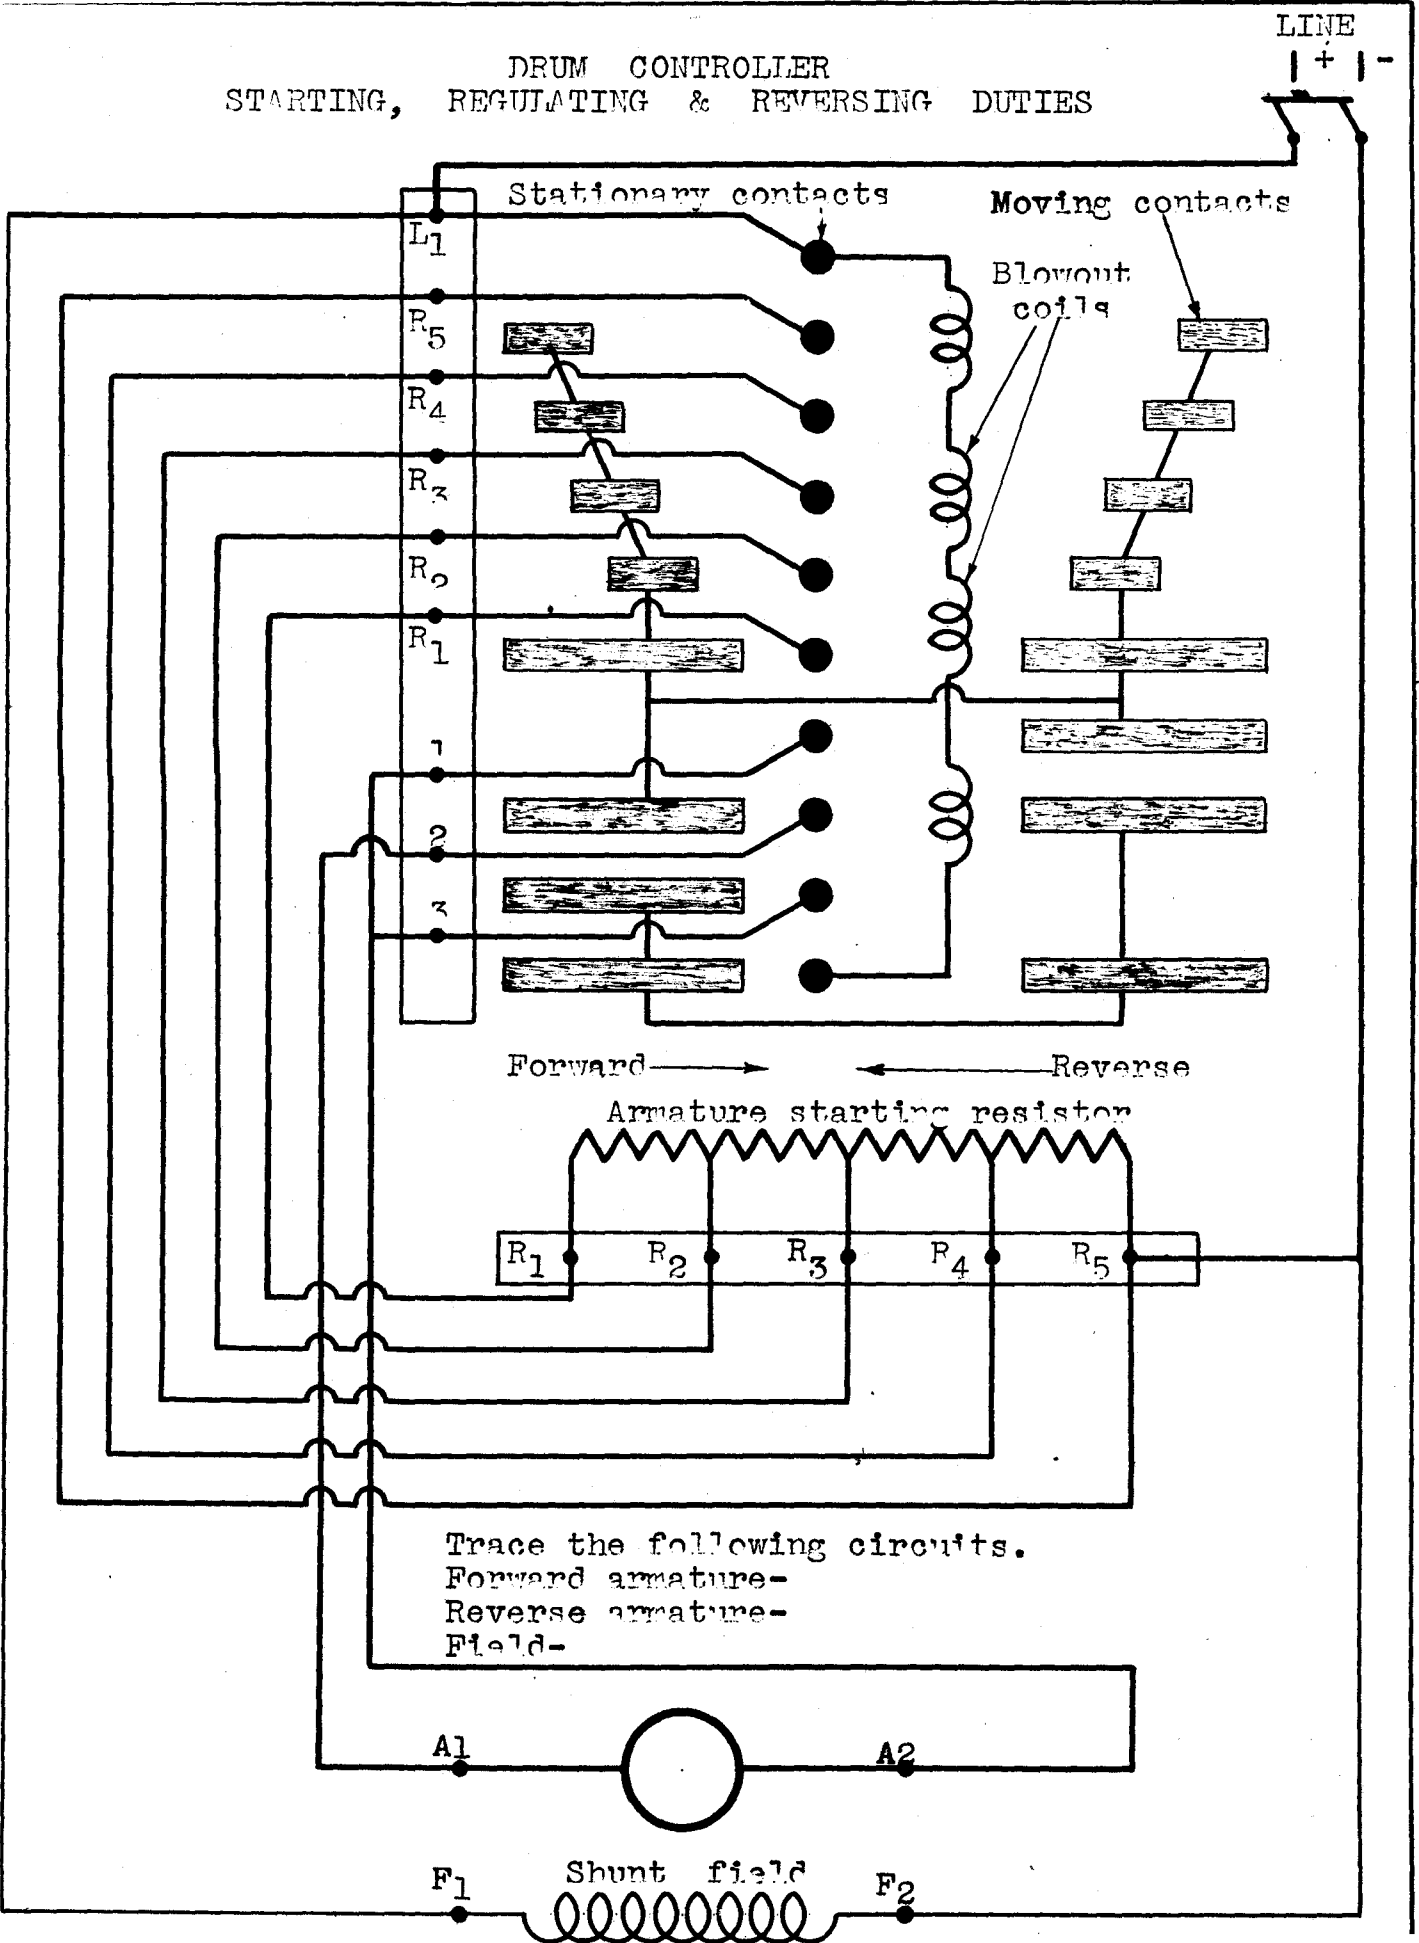 LINE
+ -
DRUM CONTROLLER
STARTING, REGULATING & REVERSING DUTIES
Stationary contacts
Moving contacts
L1
Blowout
coils
R5
R4
R3
R2
R1
1
2
3
Forward
Reverse
Armature starting resistor
R1 R2 R3 R4 R5
Trace the following circuits.
Forward armature-
Reverse armature-
Field-
A1 A2
Shunt field
F1 F2